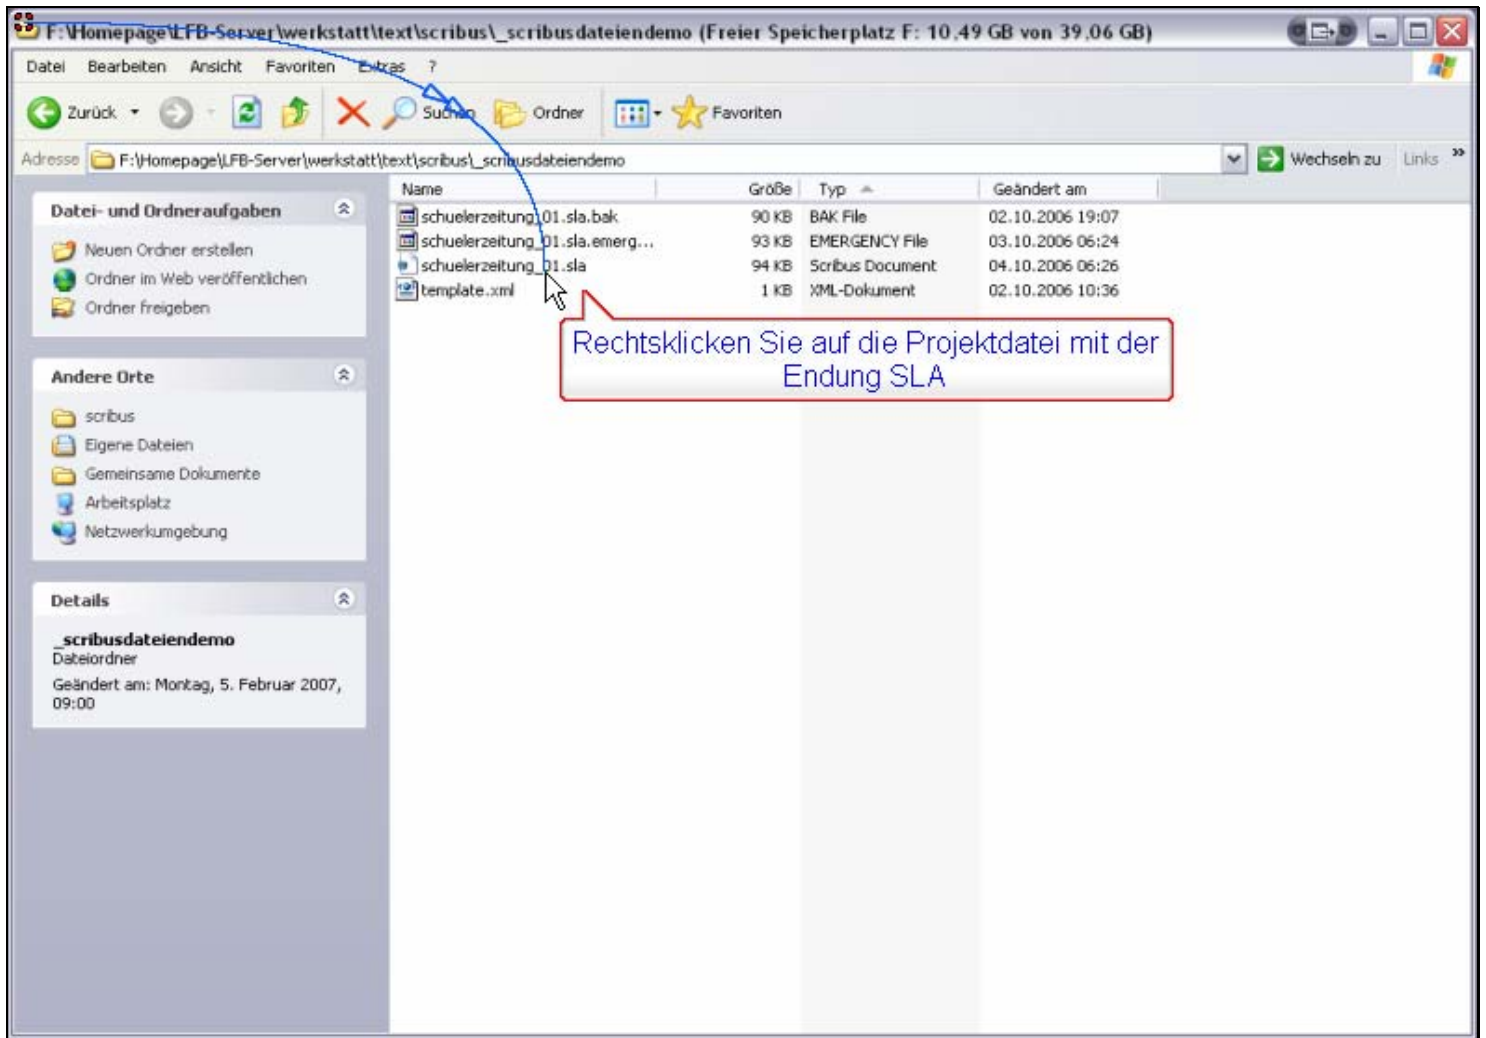 F:\Homepage\LFB-Server\werkstatt\text\scribus\_scribusdateiendemo (Freier Speicherplatz F: 10,49 GB von 39,06 GB)
Datei Bearbeiten Ansicht Favoriten Extras ?
Zurück Suchen Ordner Favoriten
Adresse F:\Homepage\LFB-Server\werkstatt\text\scribus\_scribusdateiendemo Wechseln zu Links »
Datei- und Ordneraufgaben
Neuen Ordner erstellen
Ordner im Web veröffentlichen
Ordner freigeben
Andere Orte
scribus
Eigene Dateien
Gemeinsame Dokumente
Arbeitsplatz
Netzwerkumgebung
Details
_scribusdateiendemo
Dateiordner
Geändert am: Montag, 5. Februar 2007,
09:00
Name Größe Typ Geändert am
schuelerzeitung_01.sla.bak 90 KB BAK File 02.10.2006 19:07
schuelerzeitung_01.sla.emerg... 93 KB EMERGENCY File 03.10.2006 06:24
schuelerzeitung_01.sla 94 KB Scribus Document 04.10.2006 06:26
template.xml 1 KB XML-Dokument 02.10.2006 10:36
Rechtsklicken Sie auf die Projektdatei mit der
Endung SLA